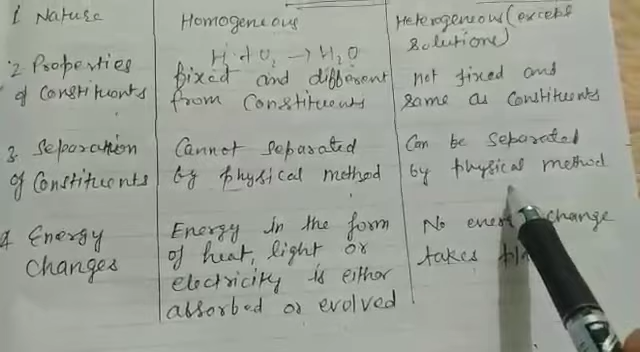 1. Nature
Homogeneous
Heterogeneous (except
solutions)
2. Properties
of Constituents
H2 + O2 → H2O
fixed and different
from Constituents
not fixed and
same as Constituents
3. Separation
of Constituents
Cannot separated
by physical method
Can be separated
by physical method
4 Energy
Changes
Energy in the form
of heat, light or
electricity is either
absorbed or evolved
No change
takes